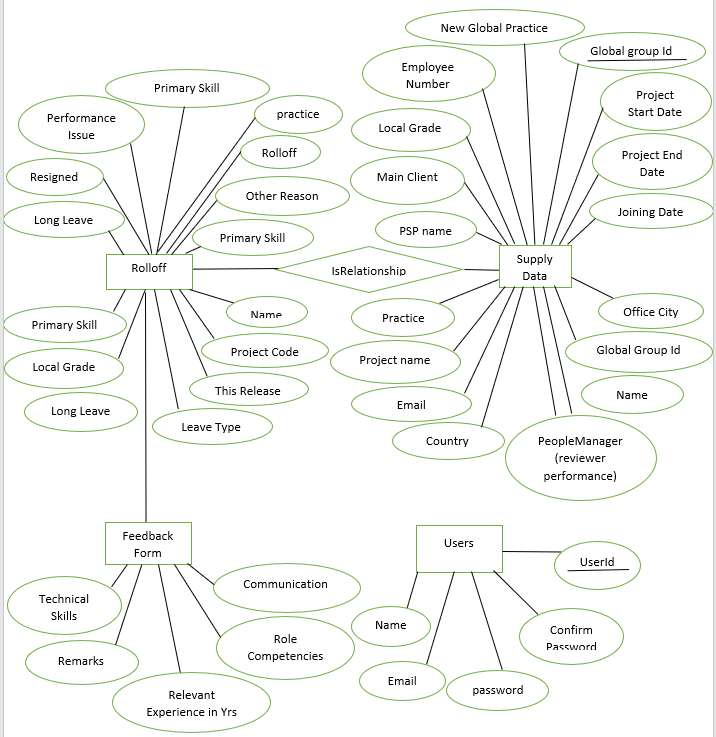 New Global Practice
Global group Id
Employee
Number
Primary Skill
Project
Start Date
practice
Performance
Issue
Local Grade
Rolloff
Project End
Date
Resigned
Main Client
Other Reason
Joining Date
Long Leave
PSP name
Primary Skill
Rolloff
IsRelationship
Supply
Data
Name
Office City
Practice
Primary Skill
Project Code
Global Group Id
Project name
Local Grade
This Release
Name
Email
Long Leave
Leave Type
Country
PeopleManager
(reviewer
performance)
Feedback
Form
Users
UserId
Communication
Technical
Skills
Name
Confirm
Password
Role
Competencies
Remarks
Email
password
Relevant
Experience in Yrs